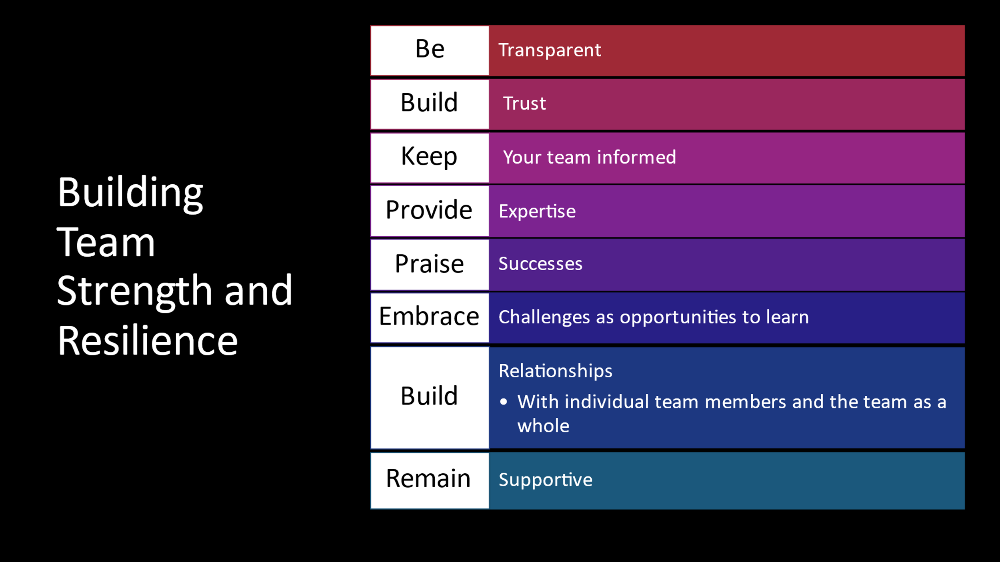 Building
Team
Strength and
Resilience
Be
Transparent
Build
Trust
Keep
Your team informed
Provide
Expertise
Praise
Successes
Embrace
Challenges as opportunities to learn
Build
Relationships
• With individual team members and the team as a
whole
Remain
Supportive